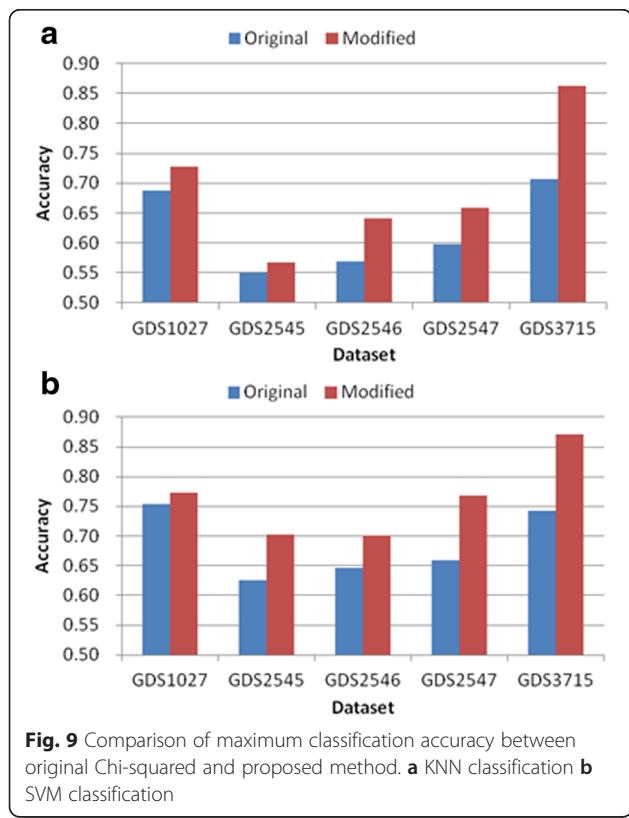 a
Original Modified
0.90
0.85
0.80
0.75
0.70
0.65
0.60
0.55
0.50
Accuracy
GDS1027 GDS2545 GDS2546 GDS2547 GDS3715
Dataset
b
Original Modified
0.90
0.85
0.80
0.75
0.70
0.65
0.60
0.55
0.50
Accuracy
GDS1027 GDS2545 GDS2546 GDS2547 GDS3715
Dataset
Fig. 9 Comparison of maximum classification accuracy between
original Chi-squared and proposed method. a KNN classification b
SVM classification